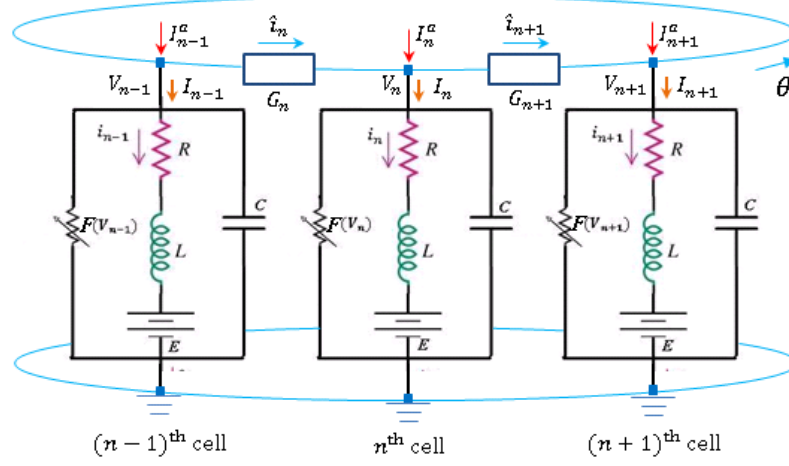 I^a_{n-1} î_n I^a_n î_{n+1} I^a_{n+1}
V_{n-1} I_{n-1} G_n V_n I_n G_{n+1} V_{n+1} I_{n+1} θ
i_{n-1} R i_n R i_{n+1} R
F(V_{n-1}) C F(V_n) C F(V_{n+1}) C
L L L
E E E
(n − 1)^th cell n^th cell (n + 1)^th cell